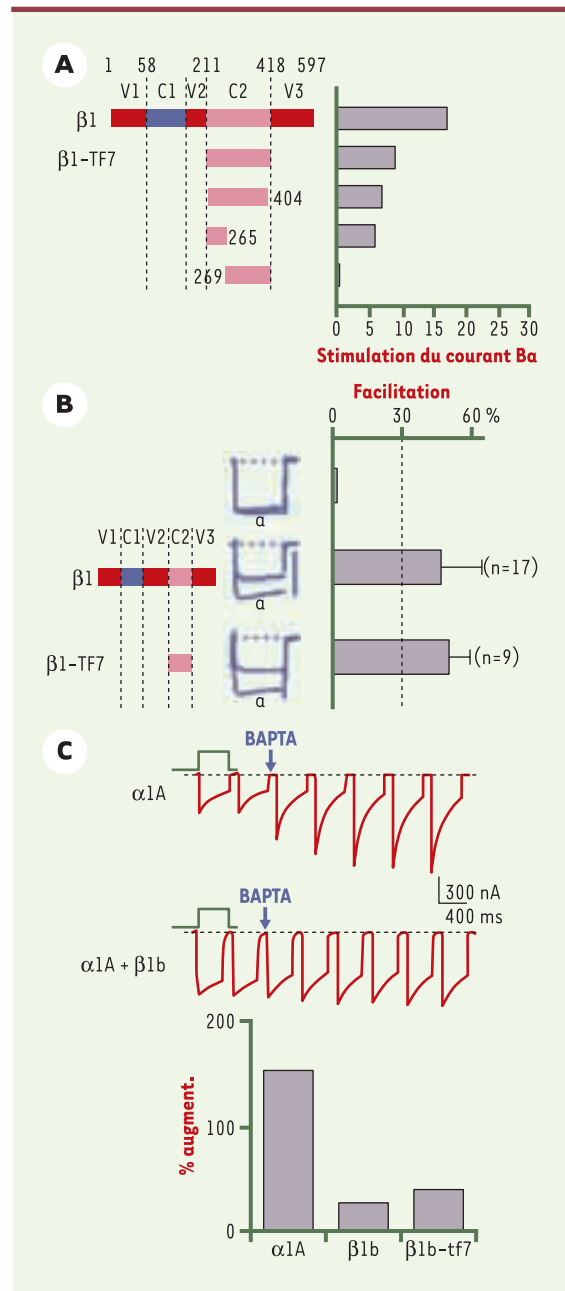 A
1 58 211 418 597
V1 C1 V2 C2 V3
β1
β1-TF7
404
265
269
0 5 10 15 20 25 30
Stimulation du courant Ba
B
Facilitation
0 30 60 %
V1 C1 V2 C2 V3
β1
β1-TF7
a
a
a
(n=17)
(n=9)
C
BAPTA
α1A
300 nA
400 ms
BAPTA
α1A + β1b
200
100
0
% augment.
α1A β1b β1b-tf7